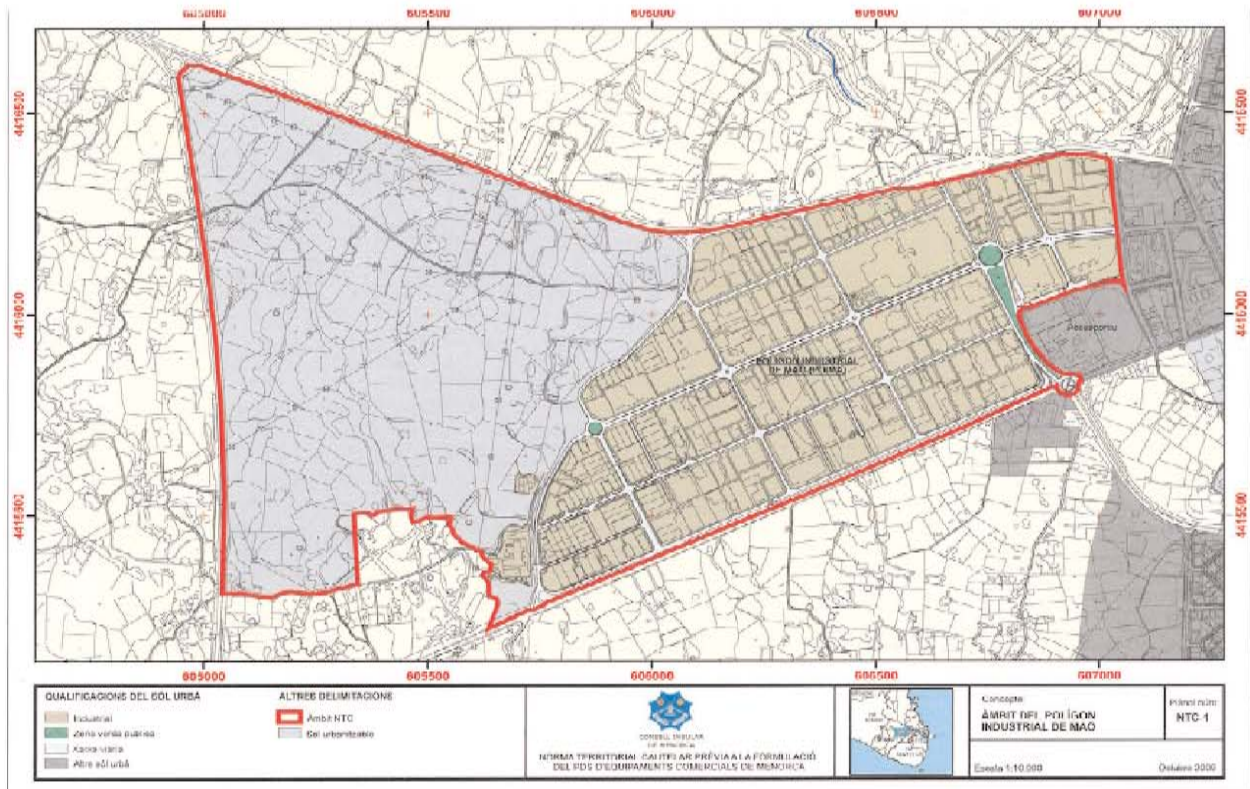 605000 605500 606000 606500 607000
4416500 4416500
4416000 4416000
POLÍGON INDUSTRIAL
4415500 4415500
605000 605500 606000 606500 607000
QUALIFICACIONS DEL SÒL URBÀ
Industrial
Zona verda pública
Xarxa viària
Altre sòl urbà
ALTRES DELIMITACIONS
Àmbit NTC
Sòl urbanitzable
CONSELL INSULAR
DE MENORCA
NORMA TERRITORIAL CAUTELAR PRÈVIA A LA FORMULACIÓ
DEL PDS D'EQUIPAMENTS COMERCIALS DE MENORCA
Concepte
ÀMBIT DEL POLÍGON
INDUSTRIAL DE MAÓ
Escala 1:10.000
Plànol núm:
NTC-1
Octubre